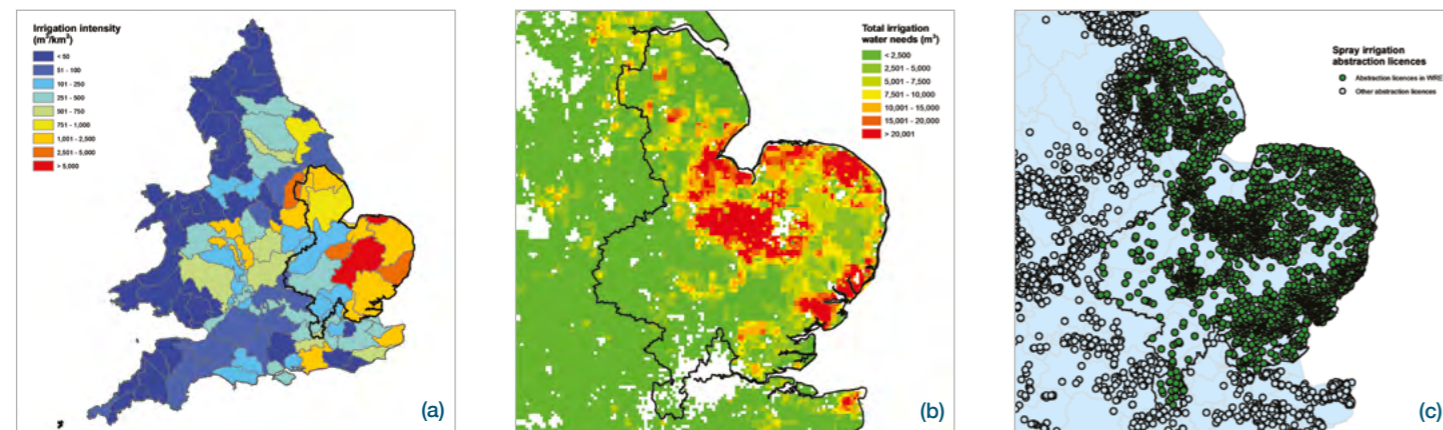 Irrigation intensity
(m³/km²)
< 50
51 - 100
101 - 250
251 - 500
501 - 750
751 - 1,000
1,001 - 2,500
2,501 - 5,000
> 5,000
(a)
Total irrigation
water needs (m³)
< 2,500
2,501 - 5,000
5,001 - 7,500
7,501 - 10,000
10,001 - 15,000
15,001 - 20,000
> 20,001
(b)
Spray irrigation
abstraction licences
Abstraction licences in WRE
Other abstraction licences
(c)